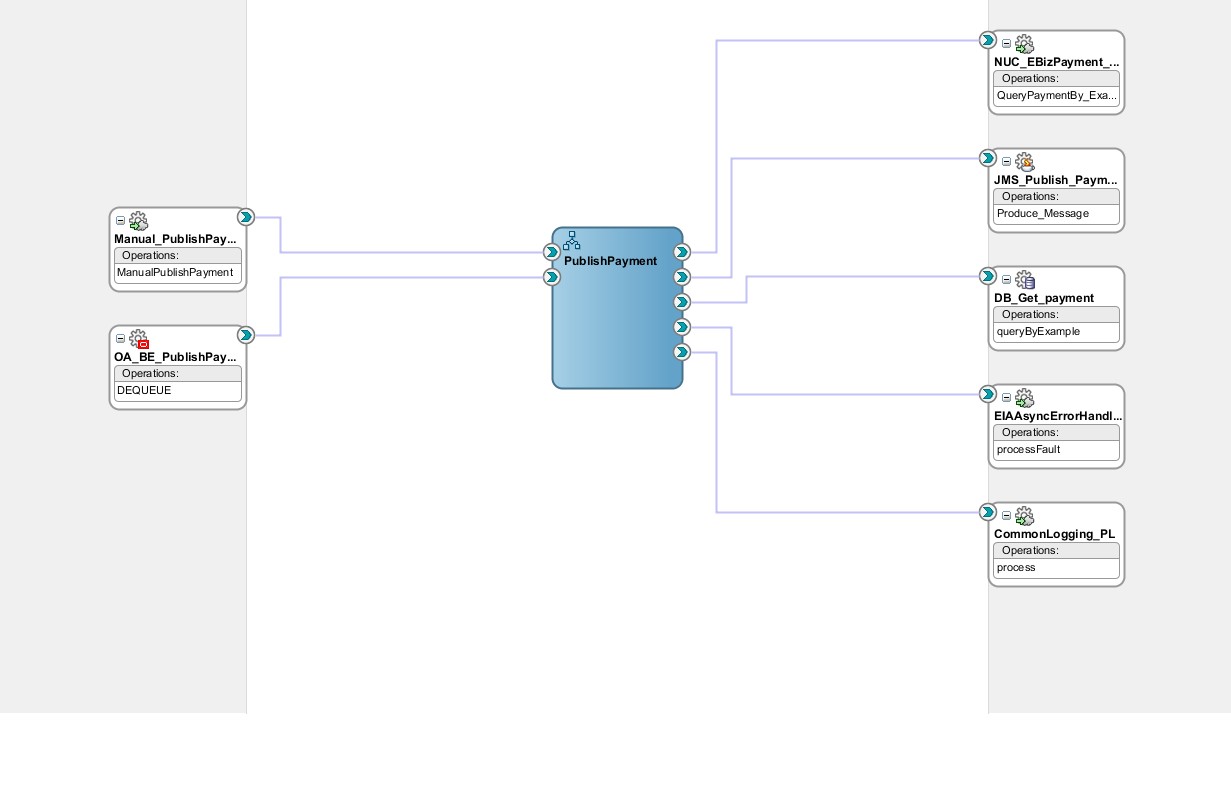 Manual_PublishPay...
Operations:
ManualPublishPayment
OA_BE_PublishPay...
Operations:
DEQUEUE
PublishPayment
NUC_EBizPayment_...
Operations:
QueryPaymentBy_Exa...
JMS_Publish_Paym...
Operations:
Produce_Message
DB_Get_payment
Operations:
queryByExample
EIAAsyncErrorHandl...
Operations:
processFault
CommonLogging_PL
Operations:
process